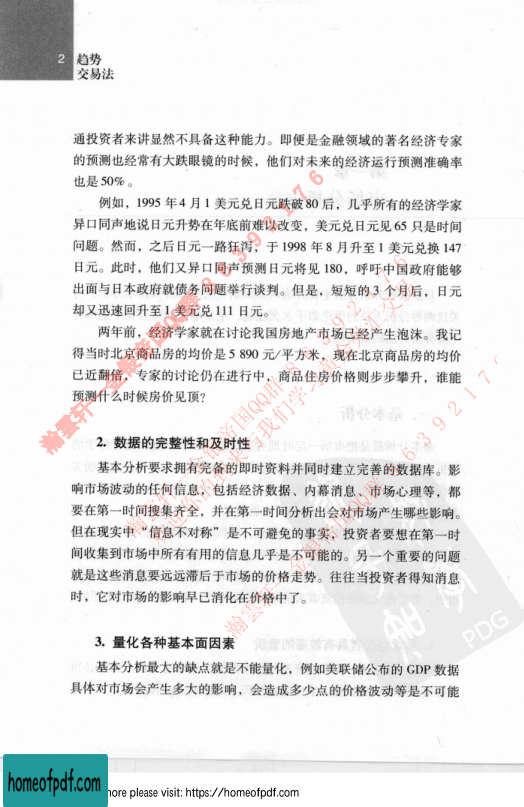 2
趋势
交易法
通投资者来讲显然不具备这种能力。即便是金融领域的著名经济专家
的预测也经常有大跌眼镜的时候，他们对未来的经济运行预测准确率
也是50%。
例如，1995 年 4 月 1 美元兑日元跌破 80 后，几乎所有的经济学家
异口同声地说日元升势在年底前难以改变，美元兑日元见 65 只是时间
问题。然而，之后日元一路狂泻，于 1998 年 8 月升至 1 美元兑换 147
日元。此时，他们又异口同声预测日元将见 180，呼吁中国政府能够
出面与日本政府就债务问题举行谈判。但是，短短的 3 个月后，日元
却又迅速回升至 1 美元兑 111 日元。
两年前，经济学家就在讨论我国房地产市场已经产生泡沫。我记
得当时北京商品房的均价是 5 890 元/平方米，现在北京商品房的均价
已近翻倍，专家的讨论仍在进行中，商品住房价格则步步攀升，谁能
预测什么时候房价见顶？
2. 数据的完整性和及时性
基本分析要求拥有完备的即时资料并同时建立完善的数据库。影
响市场波动的任何信息，包括经济数据、内幕消息、市场心理等，都
要在第一时间搜集齐全，并在第一时间分析出会对市场产生哪些影响。
但在现实中“信息不对称”是不可避免的事实，投资者要想在第一时
间收集到市场中所有有用的信息几乎是不可能的。另一个重要的问题
就是这些消息要远远滞后于市场的价格走势。往往当投资者得知消息
时，它对市场的影响早已消化在价格中了。
3. 量化各种基本面因素
基本分析最大的缺点就是不能量化，例如美联储公布的 GDP 数据
具体对市场会产生多大的影响，会造成多少点的价格波动等是不可能
PDG
homeofpdf.com
more please visit: https://homeofpdf.com